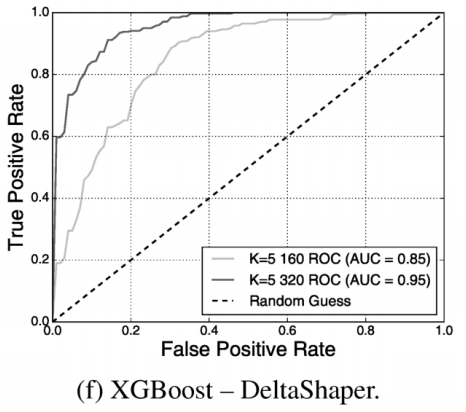 1.0
0.8
0.6
0.4
0.2
0.0
True Positive Rate
K=5 160 ROC (AUC = 0.85)
K=5 320 ROC (AUC = 0.95)
Random Guess
0.0 0.2 0.4 0.6 0.8 1.0
False Positive Rate
(f) XGBoost – DeltaShaper.